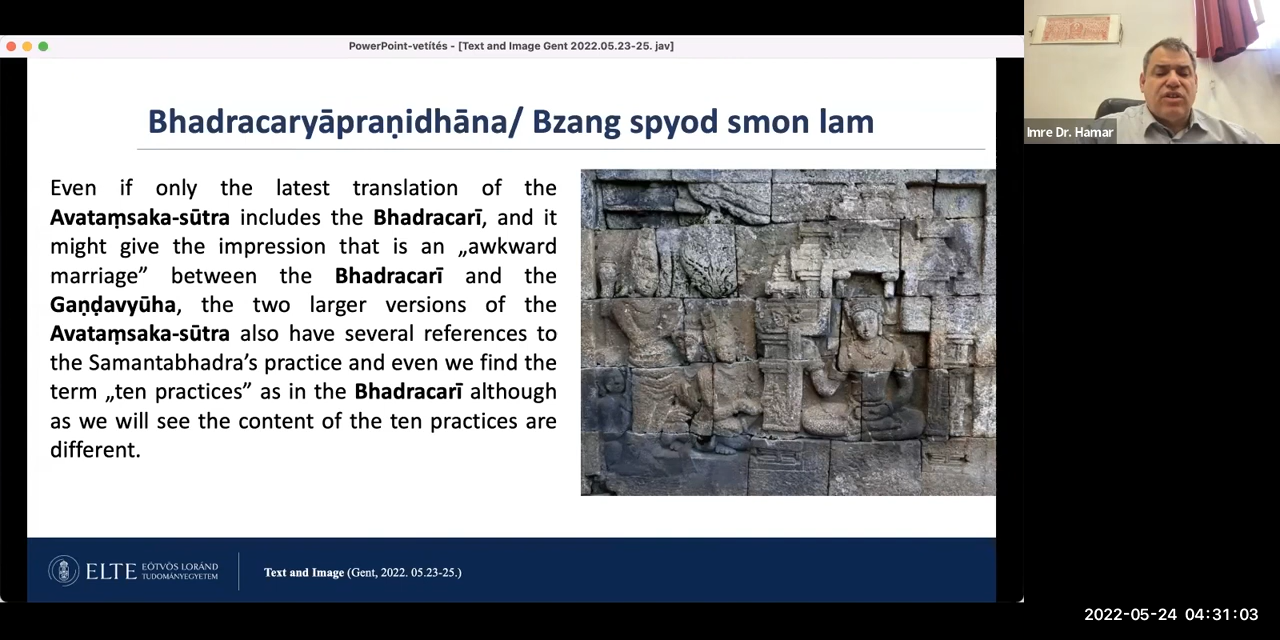 PowerPoint-vetítés - [Text and Image Gent 2022.05.23-25. jav]
Imre Dr. Hamar
Bhadracaryāpraṇidhāna/ Bzang spyod smon lam
Even if only the latest translation of the
Avataṃsaka-sūtra includes the Bhadracarī, and it
might give the impression that is an „awkward
marriage” between the Bhadracarī and the
Gaṇḍavyūha, the two larger versions of the
Avataṃsaka-sūtra also have several references to
the Samantabhadra’s practice and even we find the
term „ten practices” as in the Bhadracarī although
as we will see the content of the ten practices are
different.
ELTE
EÖTVÖS LORÁND
TUDOMÁNYEGYETEM
Text and Image (Gent, 2022. 05.23-25.)
2022-05-24 04:31:03